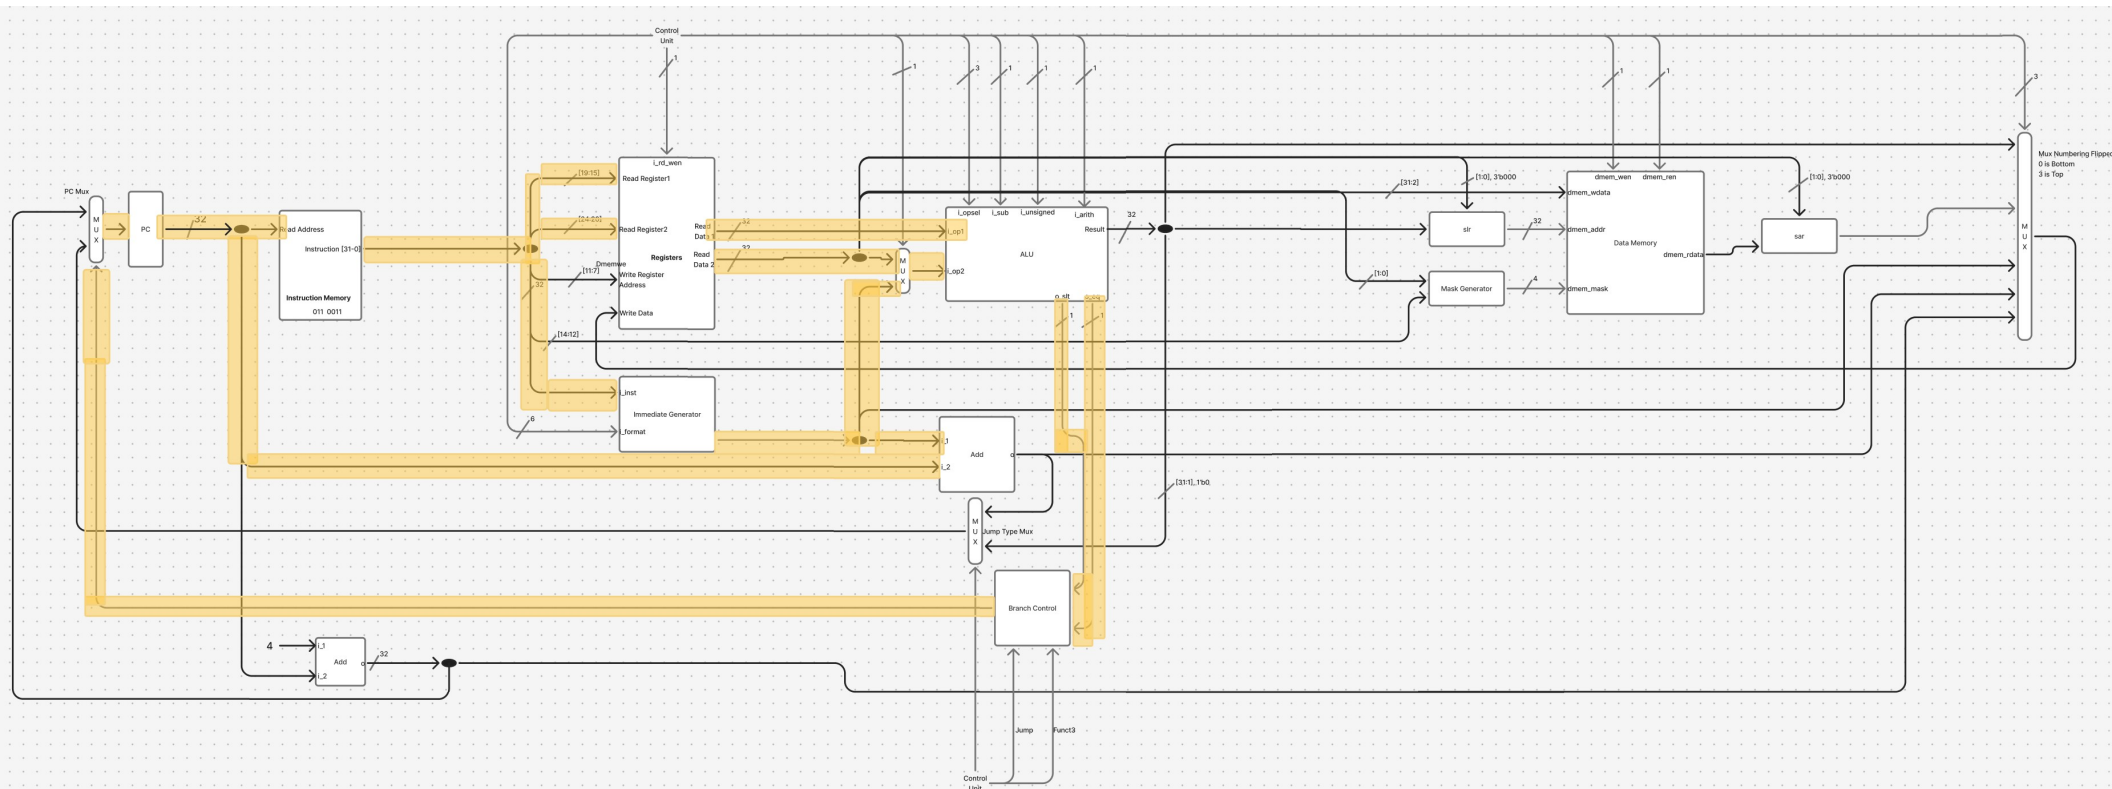 Control
Unit
1
1
3
1
1
1
1
1
3
PC Mux
M
U
X
PC
32
Read Address
Instruction [31-0]
Instruction Memory
011 0011
[19:15]
[24:20]
[11:7]
32
[14:12]
6
i_rd_wen
Read Register1
Read Register2
Read
Data 1
Read
Data 2
Registers
Dmemwe
Write Register
Address
Write Data
32
32
M
U
X
i_opsel
i_sub
i_unsigned
i_arith
i_op1
i_op2
ALU
Result
o_slt
o_eq
1
1
32
[31:2]
[1:0], 3'b000
[1:0]
slr
32
Mask Generator
4
dmem_wen
dmem_ren
dmem_wdata
dmem_addr
Data Memory
dmem_rdata
dmem_mask
[1:0], 3'b000
sar
M
U
X
Mux Numbering Flipped
0 is Bottom
3 is Top
i_inst
Immediate Generator
i_format
i_1
Add
o
i_2
[31:1]_1'b0
M
U
X
Jump Type Mux
Branch Control
4
i_1
Add
o
i_2
32
Jump
Funct3
Control
Unit